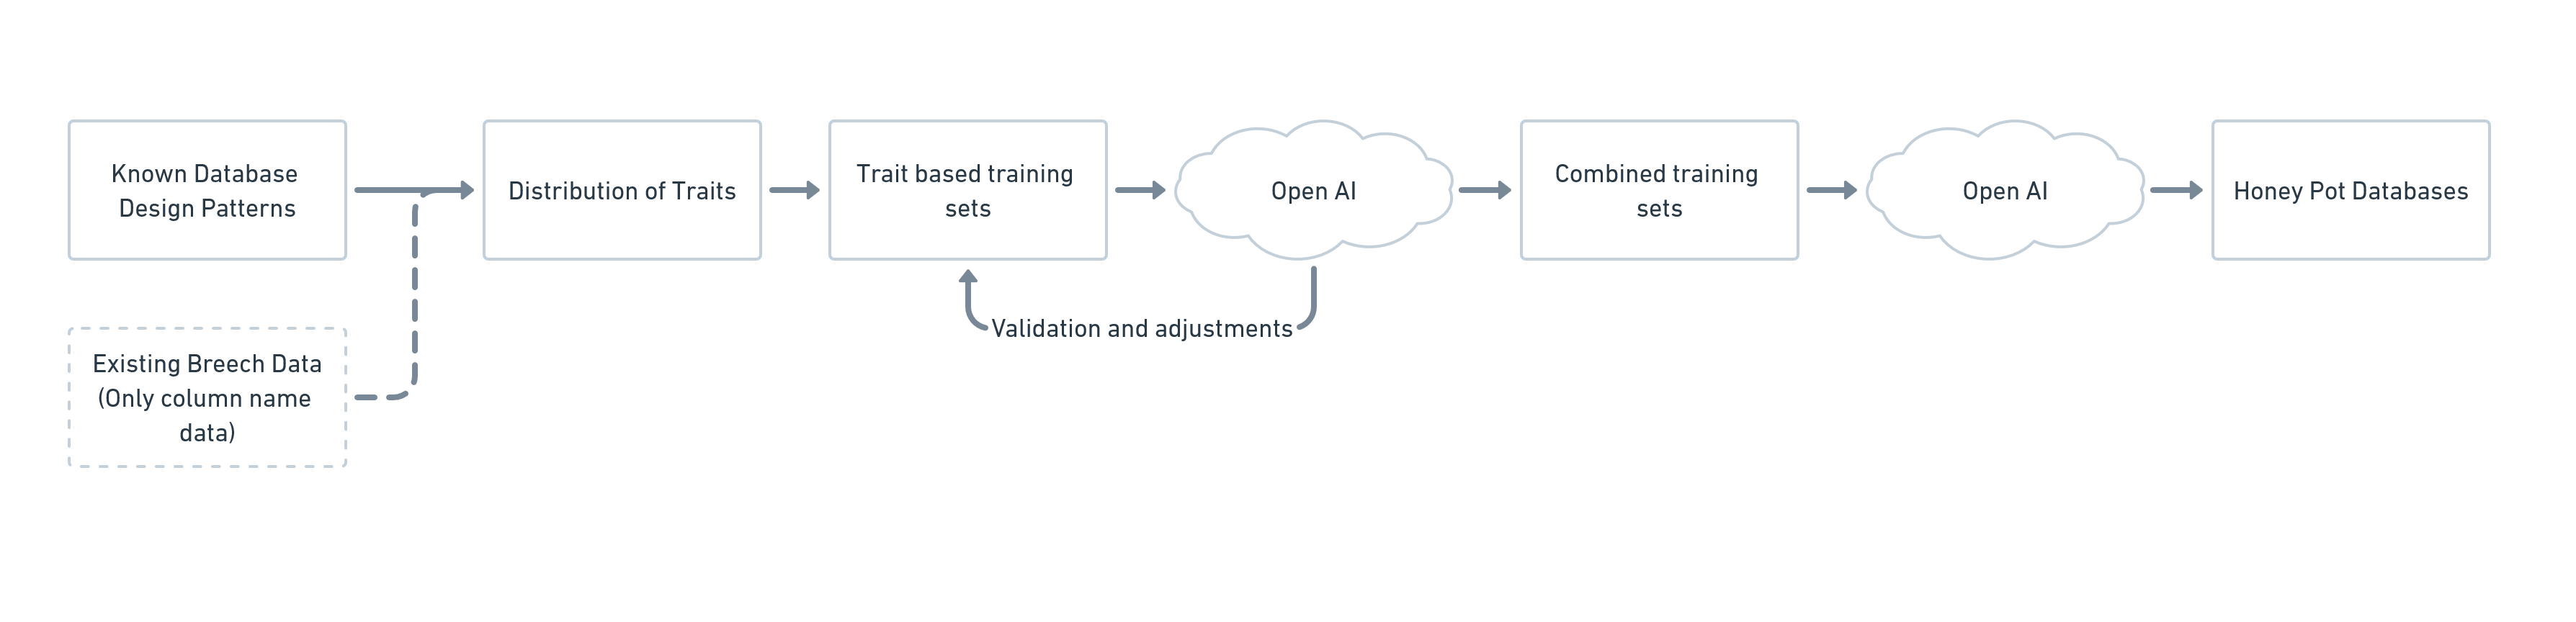 Known Database
Design Patterns
Distribution of Traits
Trait based training
sets
Open AI
Combined training
sets
Open AI
Honey Pot Databases
Validation and adjustments
Existing Breech Data
(Only column name
data)